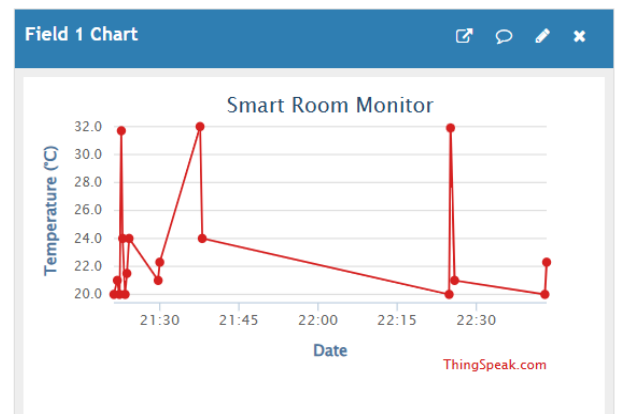 Field 1 Chart
Smart Room Monitor
Temperature (°C)
32.0
30.0
28.0
26.0
24.0
22.0
20.0
21:30 21:45 22:00 22:15 22:30
Date
ThingSpeak.com